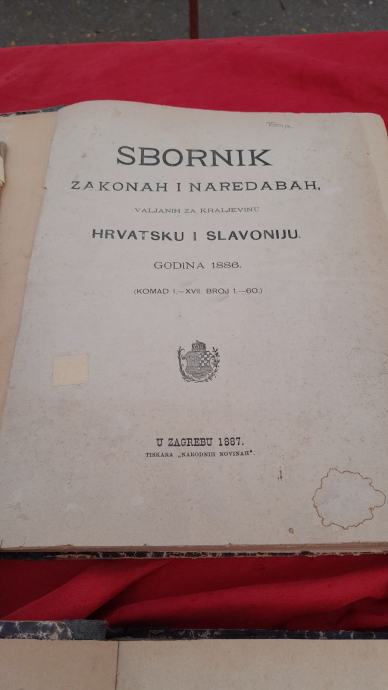 SBORNIK
ZAKONAH I NAREDABAH,
VALJANIH ZA KRALJEVINU
HRVATSKU I SLAVONIJU.
GODINA 1886.
(KOMAD I.—XVII. BROJ 1.—60.)
U ZAGREBU 1887.
TISKARA „NARODNIH NOVINAH".